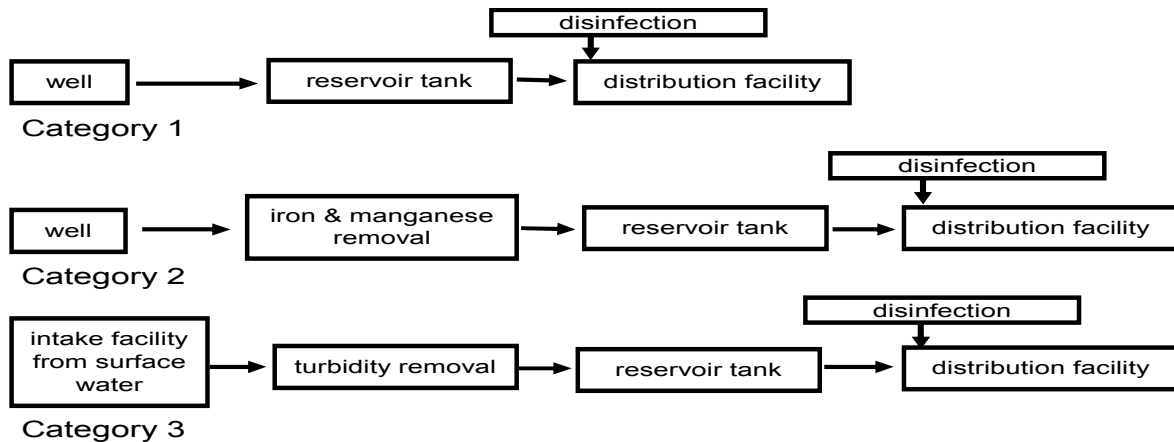 disinfection
well
reservoir tank
distribution facility
Category 1
disinfection
well
iron & manganese
removal
reservoir tank
distribution facility
Category 2
disinfection
intake facility
from surface
water
turbidity removal
reservoir tank
distribution facility
Category 3